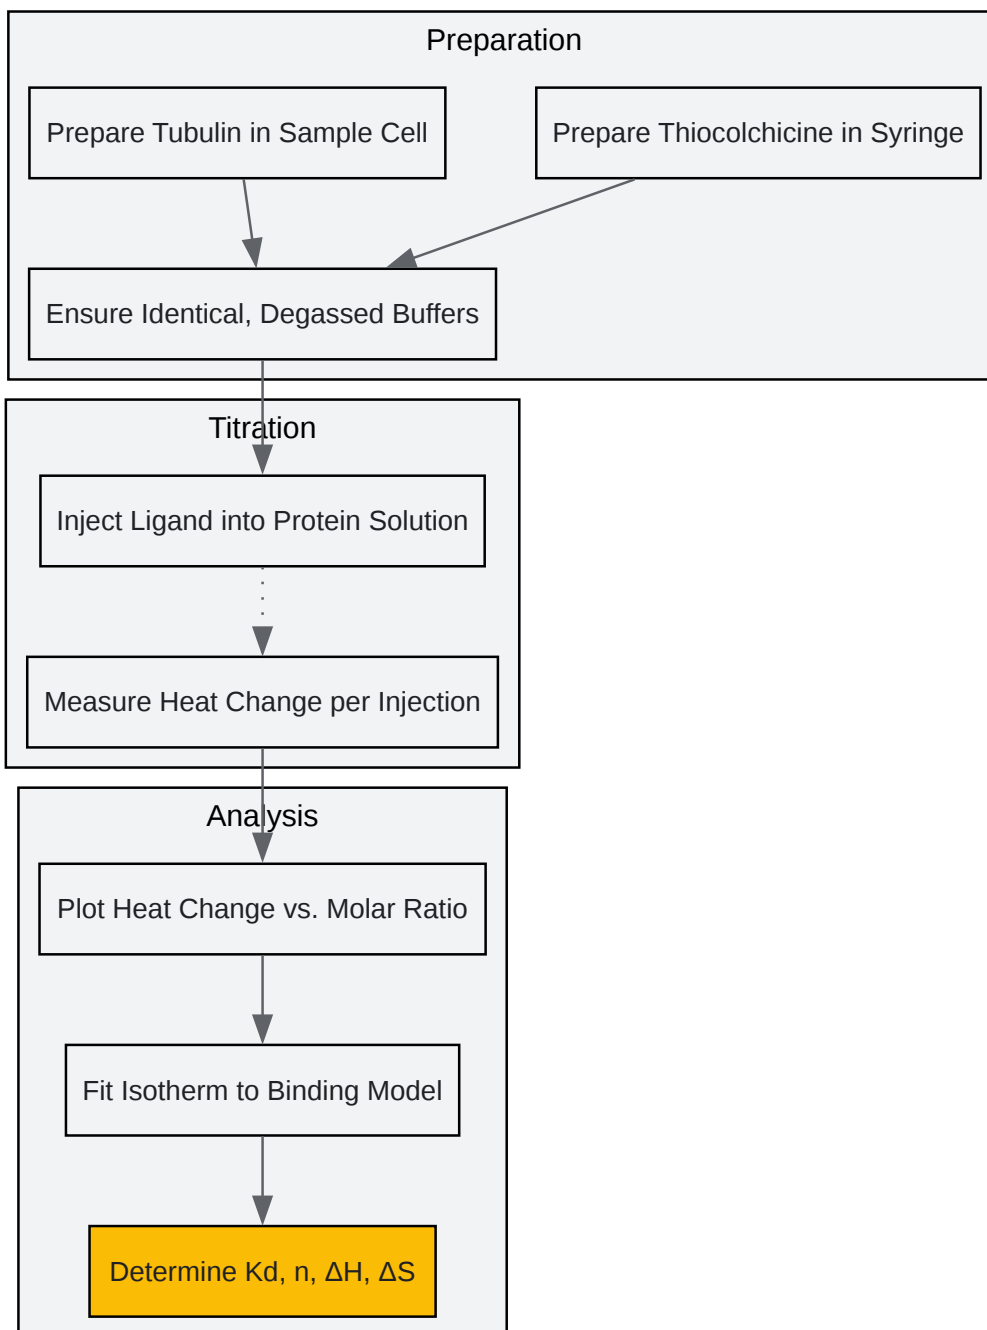 Preparation
Prepare Tubulin in Sample Cell
Prepare Thiocolchicine in Syringe
Ensure Identical, Degassed Buffers
Titration
Inject Ligand into Protein Solution
Measure Heat Change per Injection
Analysis
Plot Heat Change vs. Molar Ratio
Fit Isotherm to Binding Model
Determine Kd, n, ΔH, ΔS